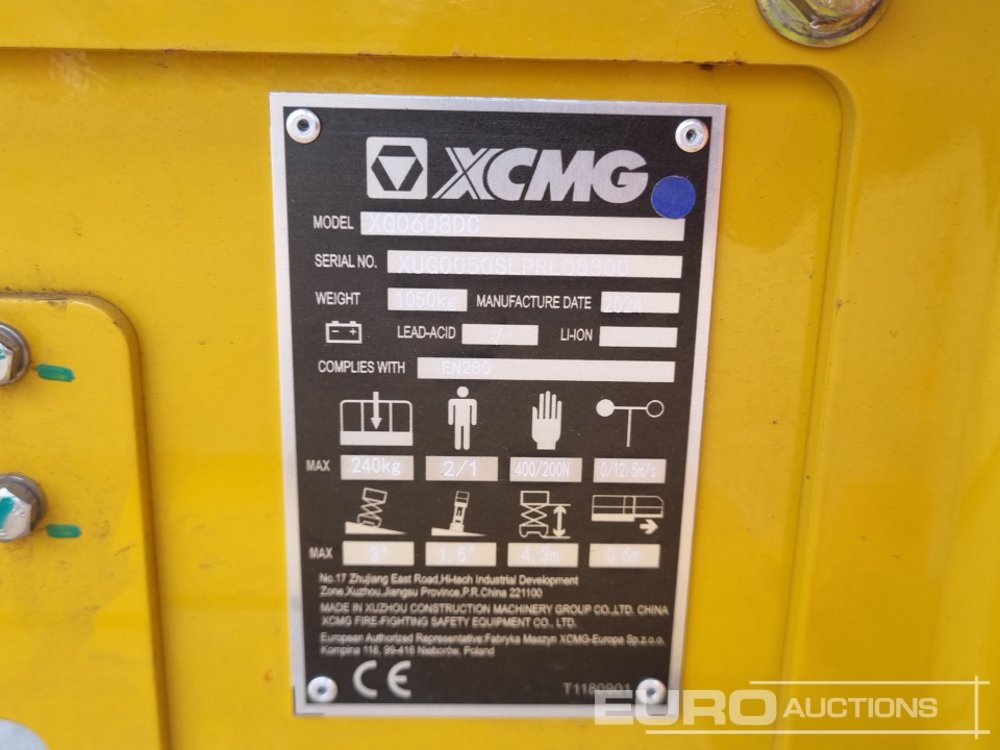 XCMG
MODEL XG0608DC
SERIAL NO. XUG0050SLPRL03300
WEIGHT 1050kg MANUFACTURE DATE 2024
LEAD-ACID / LI-ION
COMPLIES WITH EN280
MAX 240kg 2/1 400/200N 0/12.5m/s
MAX 3° 1.5° 4.3m 0.6m
No.17 Zhujiang East Road,Hi-tech Industrial Development
Zone,Xuzhou,Jiangsu Province,P.R.China 221100
MADE IN XUZHOU CONSTRUCTION MACHINERY GROUP CO.,LTD. CHINA
XCMG FIRE-FIGHTING SAFETY EQUIPMENT CO., LTD.
European Authorized Representative:Fabryka Maszyn XCMG-Europa Sp.z.o.o.
Kompina 118, 99-416 Nieborów. Poland
CE T1180901
EURO AUCTIONS